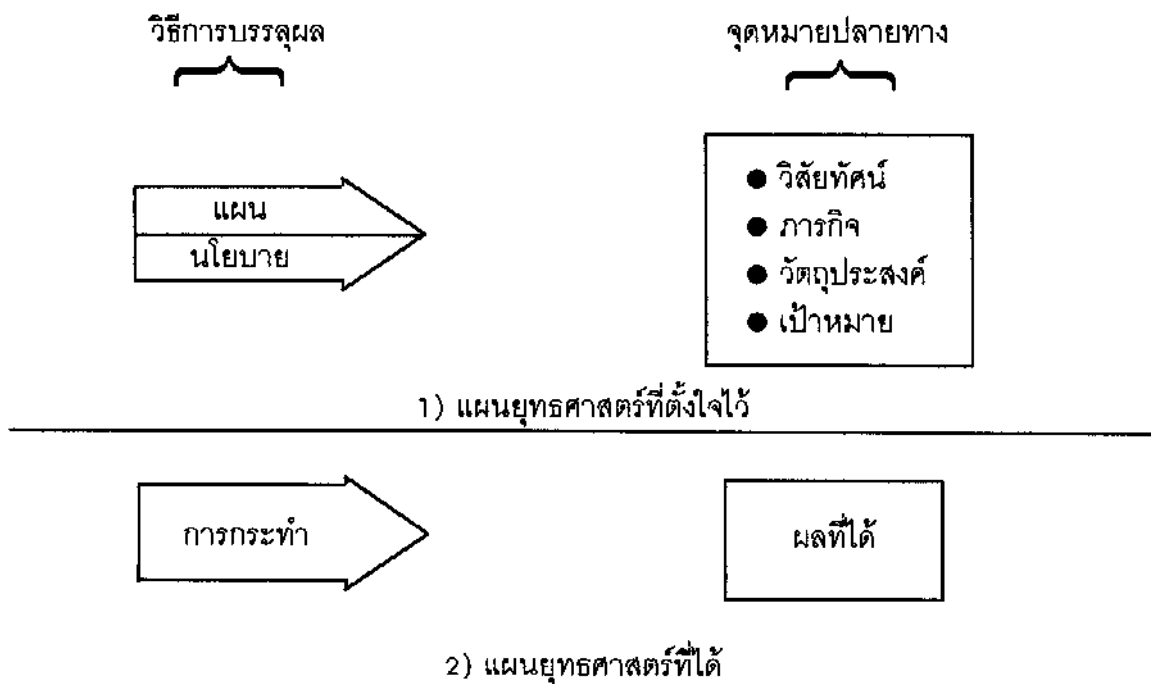 วิธีการบรรลุผล
จุดหมายปลายทาง
แผน
นโยบาย
● วิสัยทัศน์
● ภารกิจ
● วัตถุประสงค์
● เป้าหมาย
1) แผนยุทธศาสตร์ที่ตั้งใจไว้
การกระทำ
ผลที่ได้
2) แผนยุทธศาสตร์ที่ได้